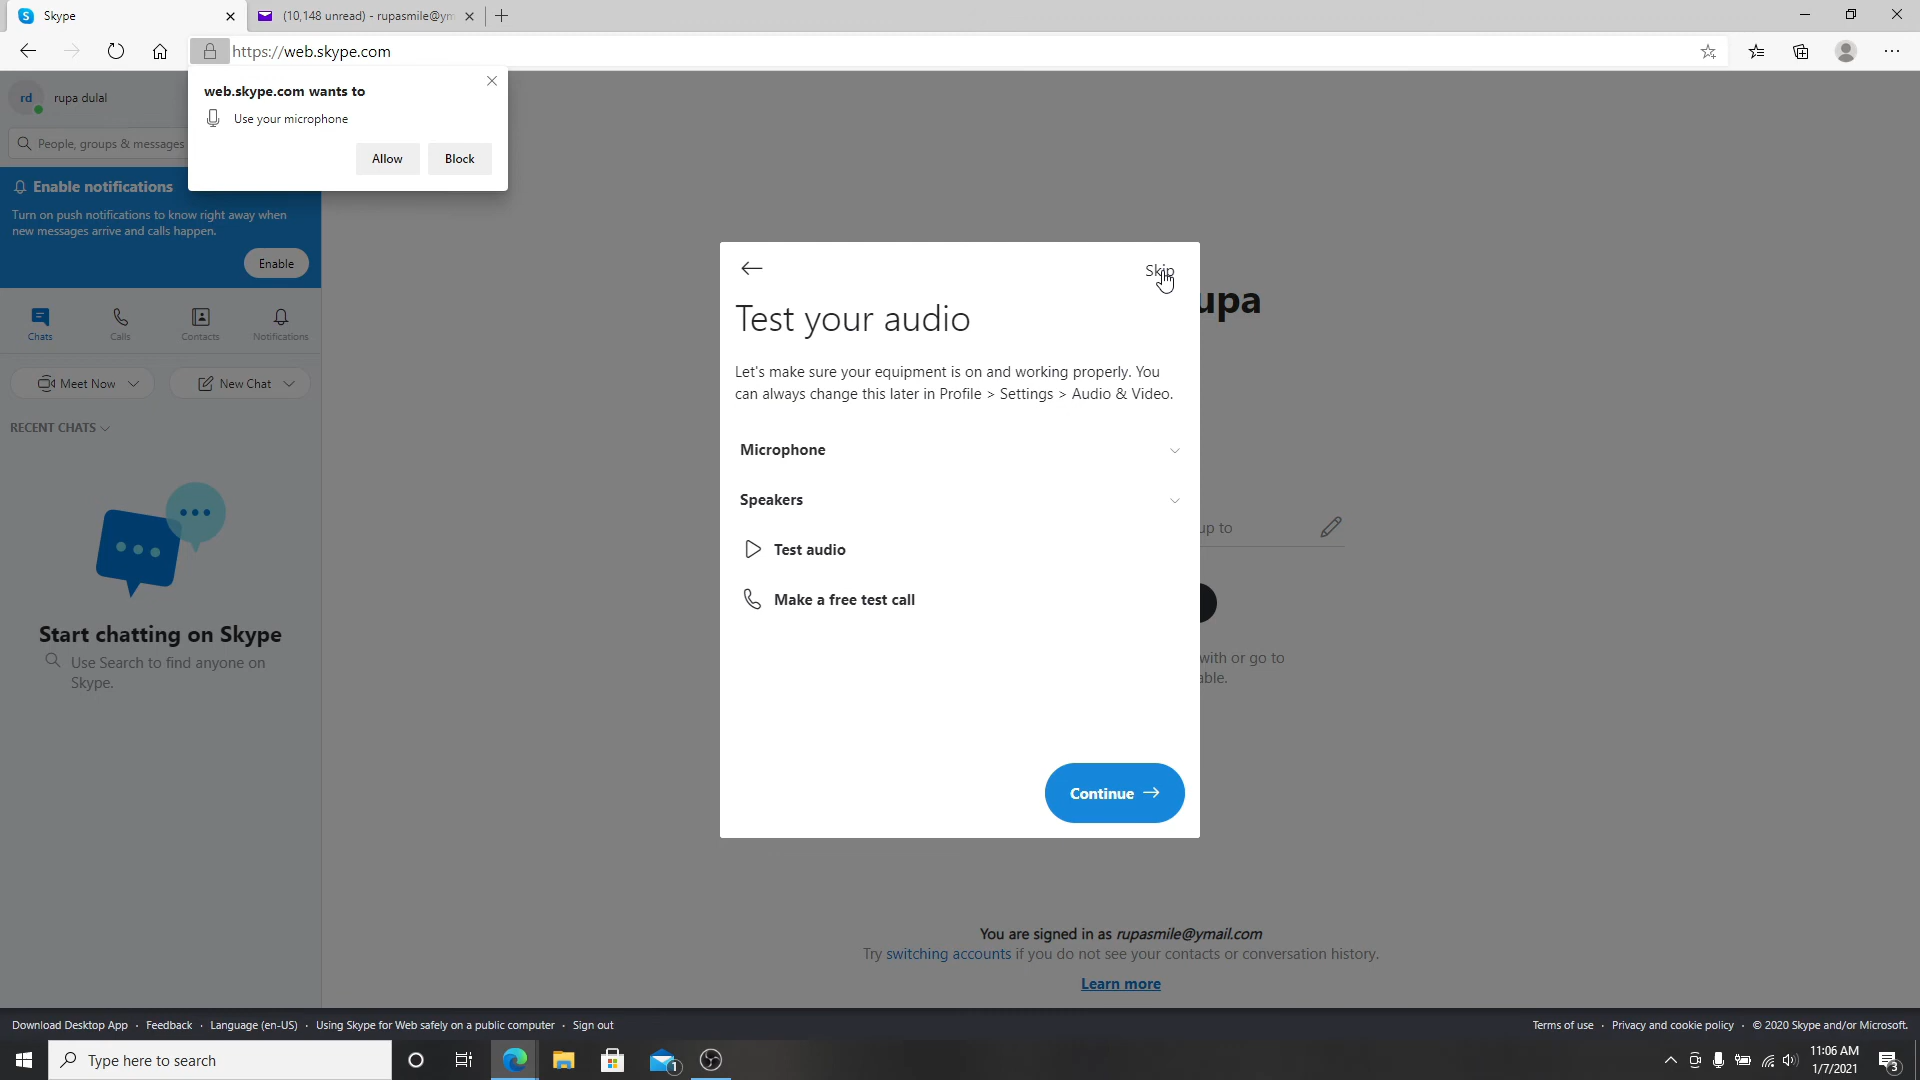 Skype
(10,148 unread) - rupasmile@ym
https://web.skype.com
web.skype.com wants to
Use your microphone
Allow
Block
rd
rupa dulal
People, groups & messages
Enable notifications
Turn on push notifications to know right away when
new messages arrive and calls happen.
Enable
Chats
Calls
Contacts
Notifications
Meet Now
New Chat
RECENT CHATS
Start chatting on Skype
Use Search to find anyone on
Skype.
Skip
Test your audio
Let's make sure your equipment is on and working properly. You
can always change this later in Profile > Settings > Audio & Video.
Microphone
Speakers
Test audio
Make a free test call
Continue
upa
up to
with or go to
able.
You are signed in as rupasmile@ymail.com
Try switching accounts if you do not see your contacts or conversation history.
Learn more
Download Desktop App · Feedback · Language (en-US) · Using Skype for Web safely on a public computer · Sign out
Terms of use · Privacy and cookie policy · © 2020 Skype and/or Microsoft.
Type here to search
1
11:06 AM
1/7/2021
3